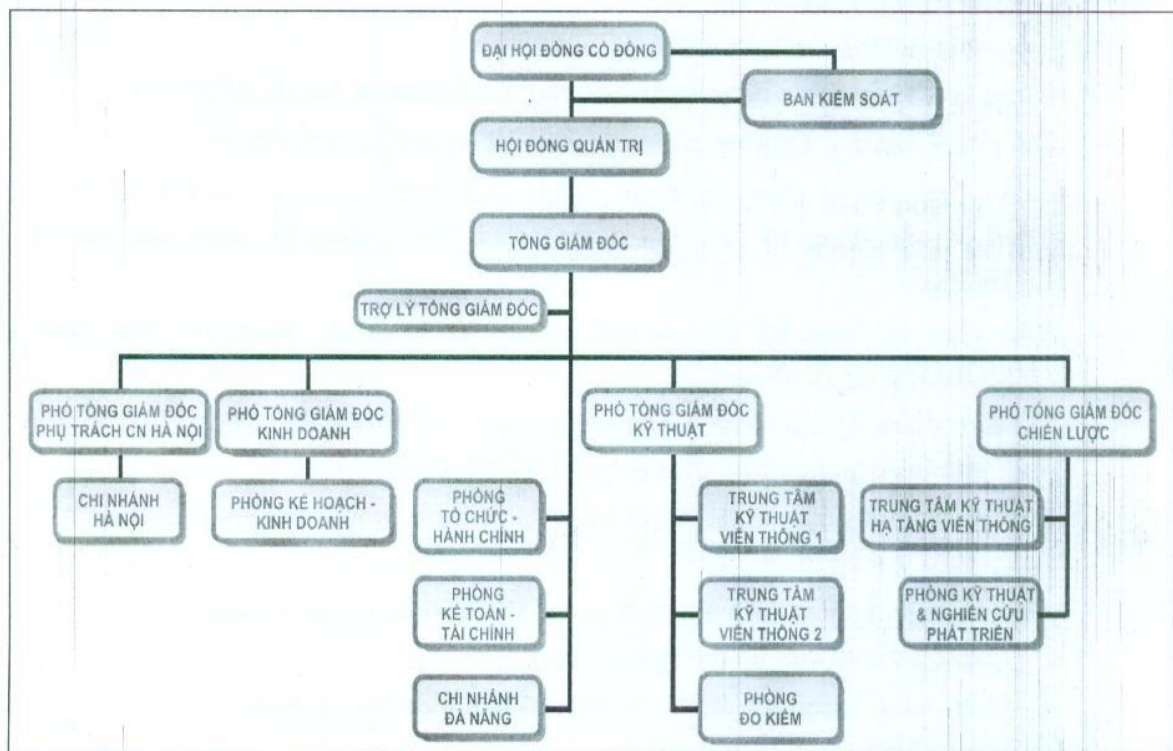 ĐẠI HỘI ĐỒNG CỔ ĐÔNG
BAN KIỂM SOÁT
HỘI ĐỒNG QUẢN TRỊ
TỔNG GIÁM ĐỐC
TRỢ LÝ TỔNG GIÁM ĐỐC
PHÓ TỔNG GIÁM ĐỐC
PHỤ TRÁCH CN HÀ NỘI
PHÓ TỔNG GIÁM ĐỐC
KINH DOANH
PHÓ TỔNG GIÁM ĐỐC
KỸ THUẬT
PHÓ TỔNG GIÁM ĐỐC
CHIẾN LƯỢC
CHI NHÁNH
HÀ NỘI
PHÒNG KẾ HOẠCH -
KINH DOANH
PHÒNG
TỔ CHỨC -
HÀNH CHÍNH
TRUNG TÂM
KỸ THUẬT
VIỄN THÔNG 1
TRUNG TÂM KỸ THUẬT
HẠ TẦNG VIỄN THÔNG
PHÒNG
KẾ TOÁN -
TÀI CHÍNH
TRUNG TÂM
KỸ THUẬT
VIỄN THÔNG 2
PHÒNG KỸ THUẬT
& NGHIÊN CỨU
PHÁT TRIỂN
CHI NHÁNH
ĐÀ NẴNG
PHÒNG
ĐO KIỂM